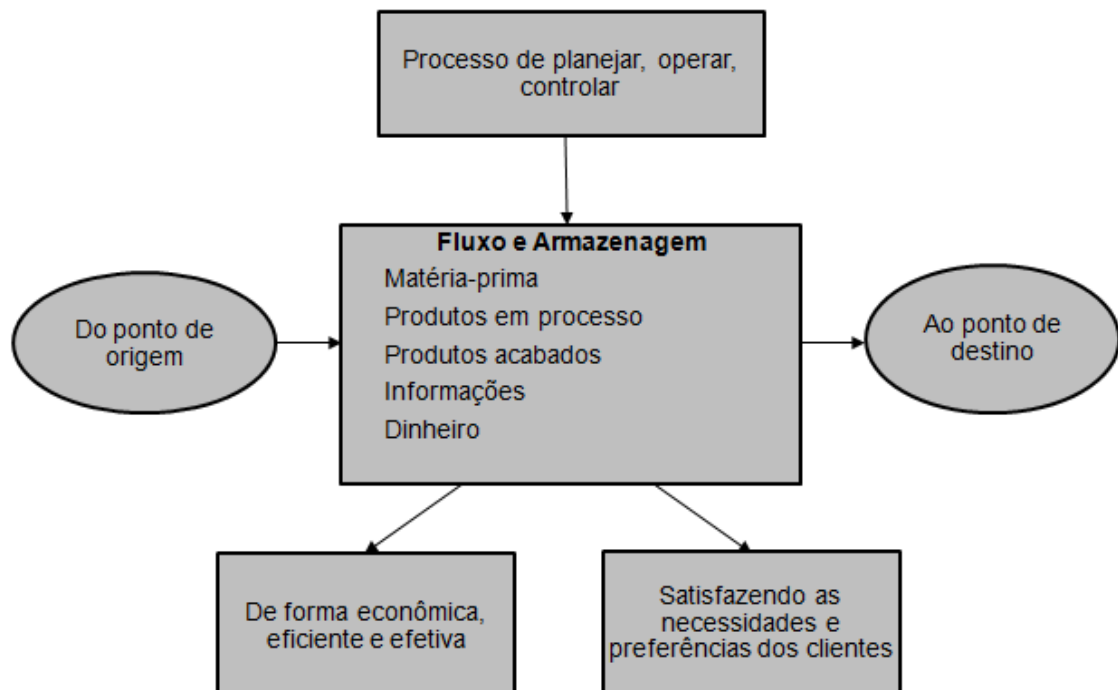 Processo de planejar, operar,
controlar
Fluxo e Armazenagem
Matéria-prima
Produtos em processo
Produtos acabados
Informações
Dinheiro
Do ponto de
origem
Ao ponto de
destino
De forma econômica,
eficiente e efetiva
Satisfazendo as
necessidades e
preferências dos clientes